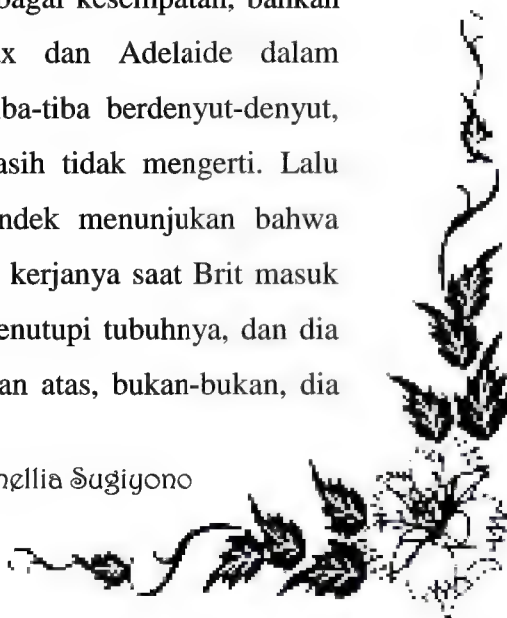 bagai kesempatan, bahkan
x dan Adelaide dalam
ba-tiba berdenyut-denyut,
asih tidak mengerti. Lalu
ndek menunjukan bahwa
kerjanya saat Brit masuk
enutupi tubuhnya, dan dia
an atas, bukan-bukan, dia
nellia Sugiyono